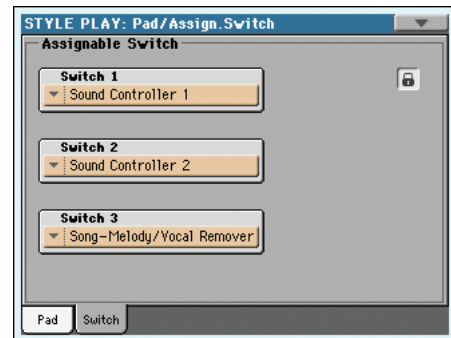 STYLE PLAY: Pad/Assign.Switch
Assignable Switch
Switch 1
Sound Controller 1
Switch 2
Sound Controller 2
Switch 3
Song-Melody/Vocal Remover
Pad
Switch